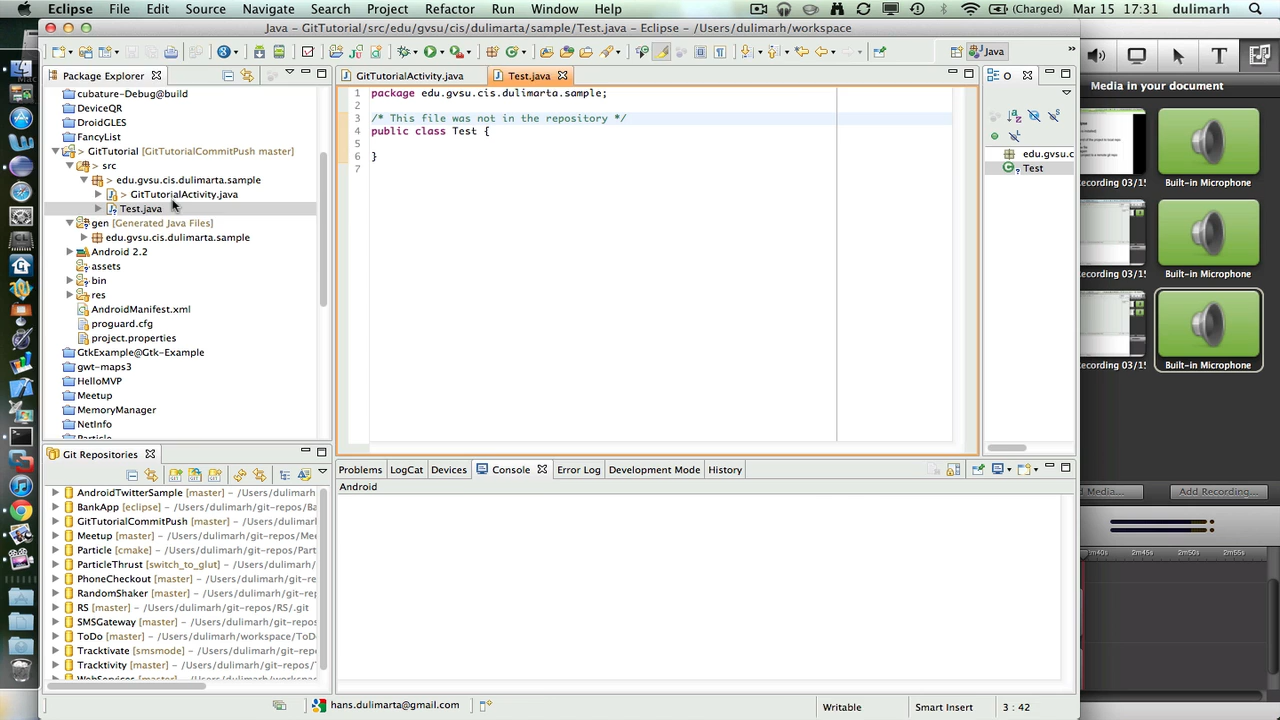 Eclipse File Edit Source Refactor Navigate Search Project Refactor Run Window Help (Charged) Mar 15 17:31 dulimarh
Java – GitTutorial/src/edu/gvsu/cis/dulimarta/sample/Test.java – Eclipse – /Users/dulimarh/workspace
Java
Package Explorer
cubature-Debug@build
DeviceQR
DroidGLES
FancyList
> GitTutorial [GitTutorialCommitPush master]
> src
> edu.gvsu.cis.dulimarta.sample
> GitTutorialActivity.java
Test.java
gen [Generated Java Files]
edu.gvsu.cis.dulimarta.sample
Android 2.2
assets
bin
res
AndroidManifest.xml
proguard.cfg
project.properties
GtkExample@Gtk-Example
gwt-maps3
HelloMVP
Meetup
MemoryManager
NetInfo
Particle
GitTutorialActivity.java Test.java
1 package edu.gvsu.cis.dulimarta.sample;
2
3 /* This file was not in the repository */
4 public class Test {
5
6 }
7
O
edu.gvsu.c
Test
Git Repositories
AndroidTwitterSample [master] – /Users/dulimarh/
BankApp [eclipse] – /Users/dulimarh/git-repos/Ba
GitTutorialCommitPush [master] – /Users/dulimarh
Meetup [master] – /Users/dulimarh/git-repos/Mee
Particle [cmake] – /Users/dulimarh/git-repos/Part
ParticleThrust [switch_to_glut] – /Users/dulimarh/
PhoneCheckout [master] – /Users/dulimarh/git-re
RandomShaker [master] – /Users/dulimarh/git-rep
RS [master] – /Users/dulimarh/git-repos/RS/.git
SMSGateway [master] – /Users/dulimarh/git-repos
ToDo [master] – /Users/dulimarh/workspace/ToD
Tracktivate [smsmode] – /Users/dulimarh/git-repo
Tracktivity [master] – /Users/dulimarh/git-repos/T
Problems LogCat Devices Console Error Log Development Mode History
Android
hans.dulimarta@gmail.com
Writable Smart Insert 3 : 42
T
Media in your document
Recording 03/1 Built-in Microphone
Recording 03/1 Built-in Microphone
Recording 03/1 Built-in Microphone
Media... Add Recording...
1m40s 2m45s 2m50s 2m55s